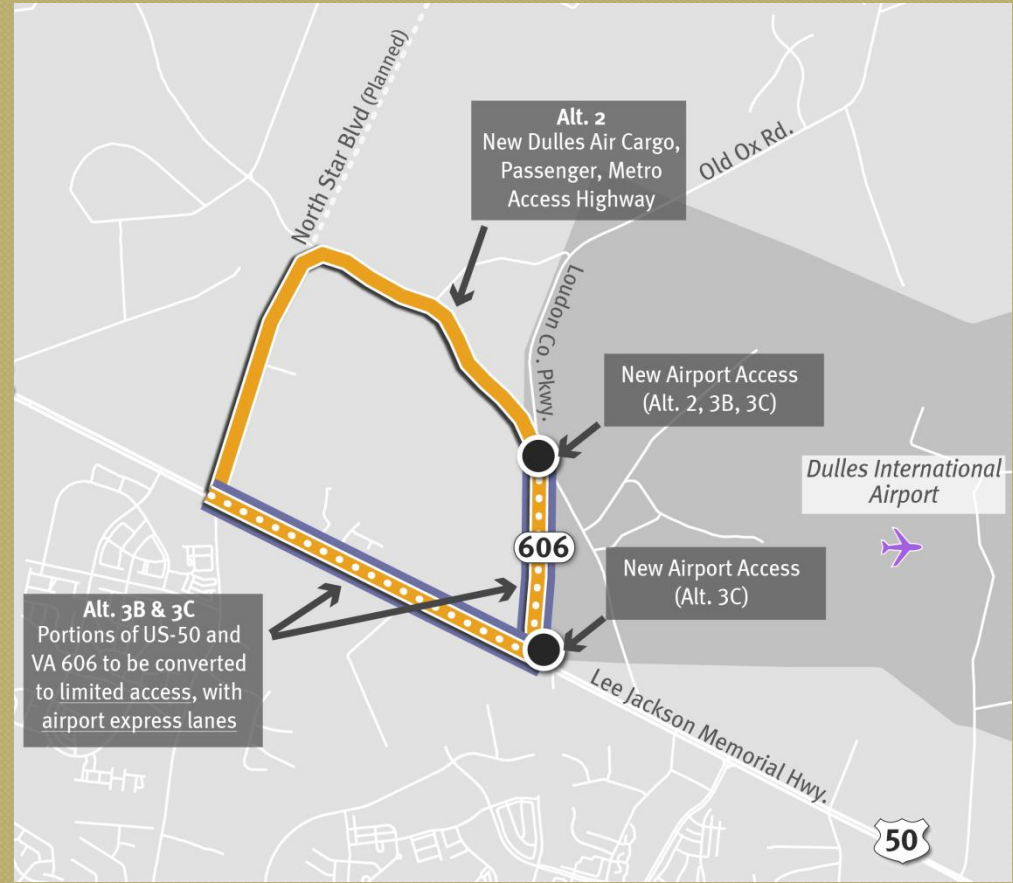 North Star Blvd (Planned)
Alt. 2
New Dulles Air Cargo,
Passenger, Metro
Access Highway
Old Ox Rd.
Loudon Co. Pkwy.
New Airport Access
(Alt. 2, 3B, 3C)
Dulles International
Airport
606
New Airport Access
(Alt. 3C)
Alt. 3B & 3C
Portions of US-50 and
VA 606 to be converted
to limited access, with
airport express lanes
Lee Jackson Memorial Hwy.
50